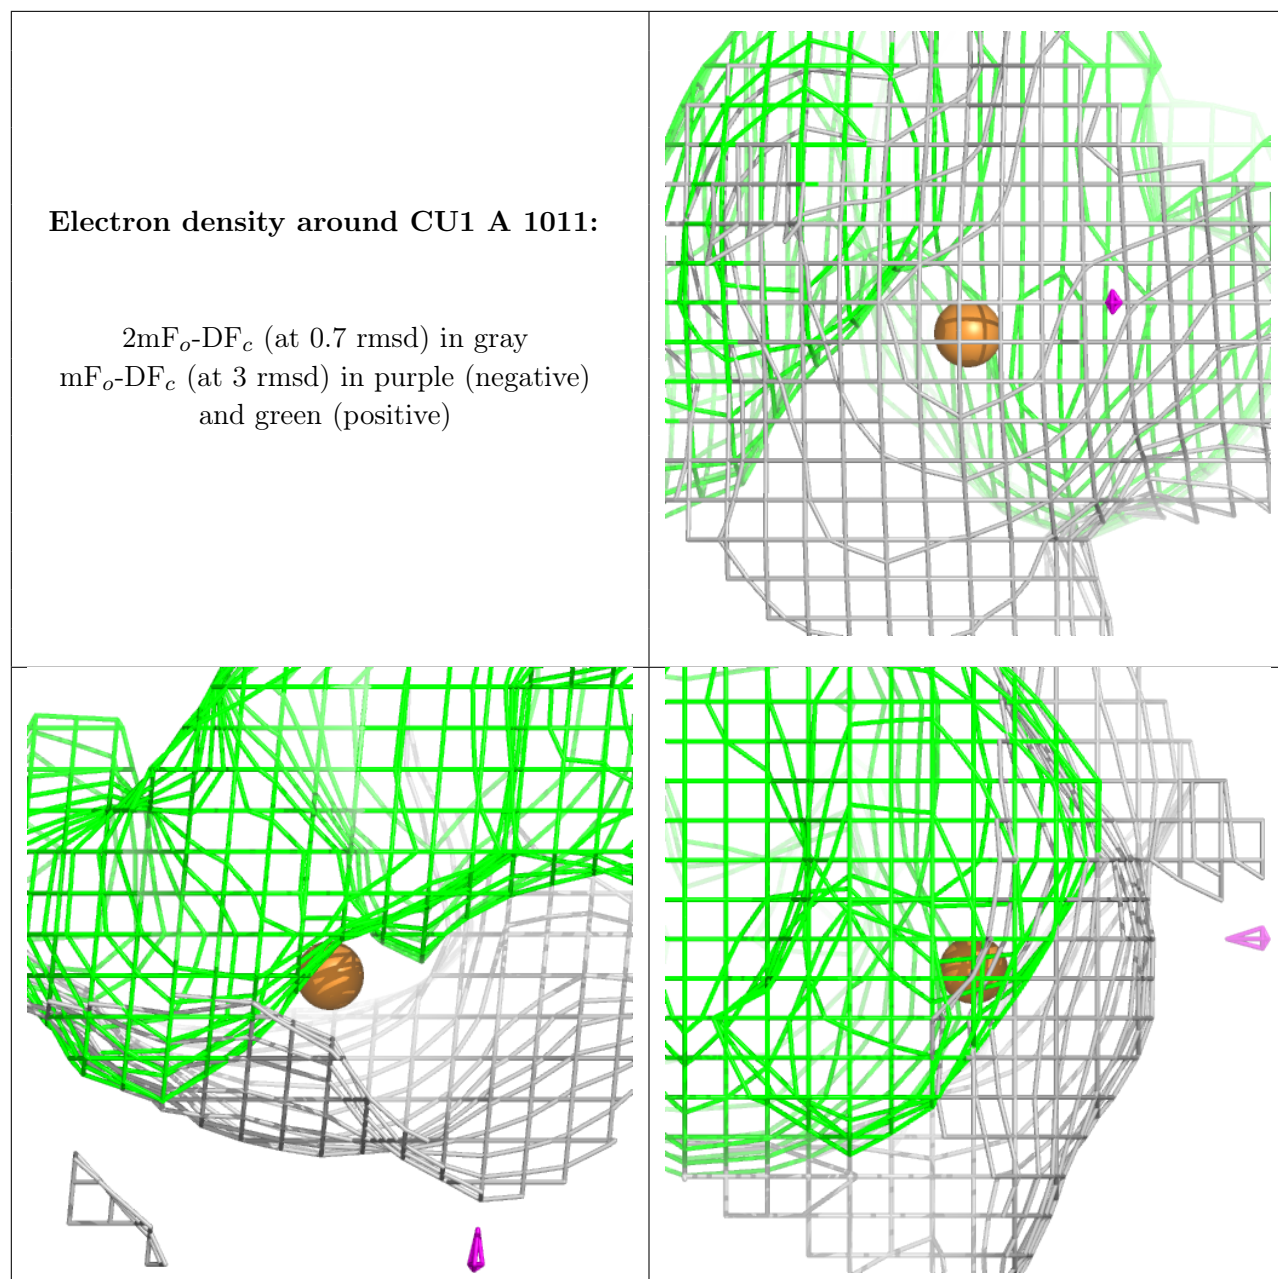 Electron density around CU1 A 1011:
2mFo-DFc (at 0.7 rmsd) in gray
mFo-DFc (at 3 rmsd) in purple (negative)
and green (positive)